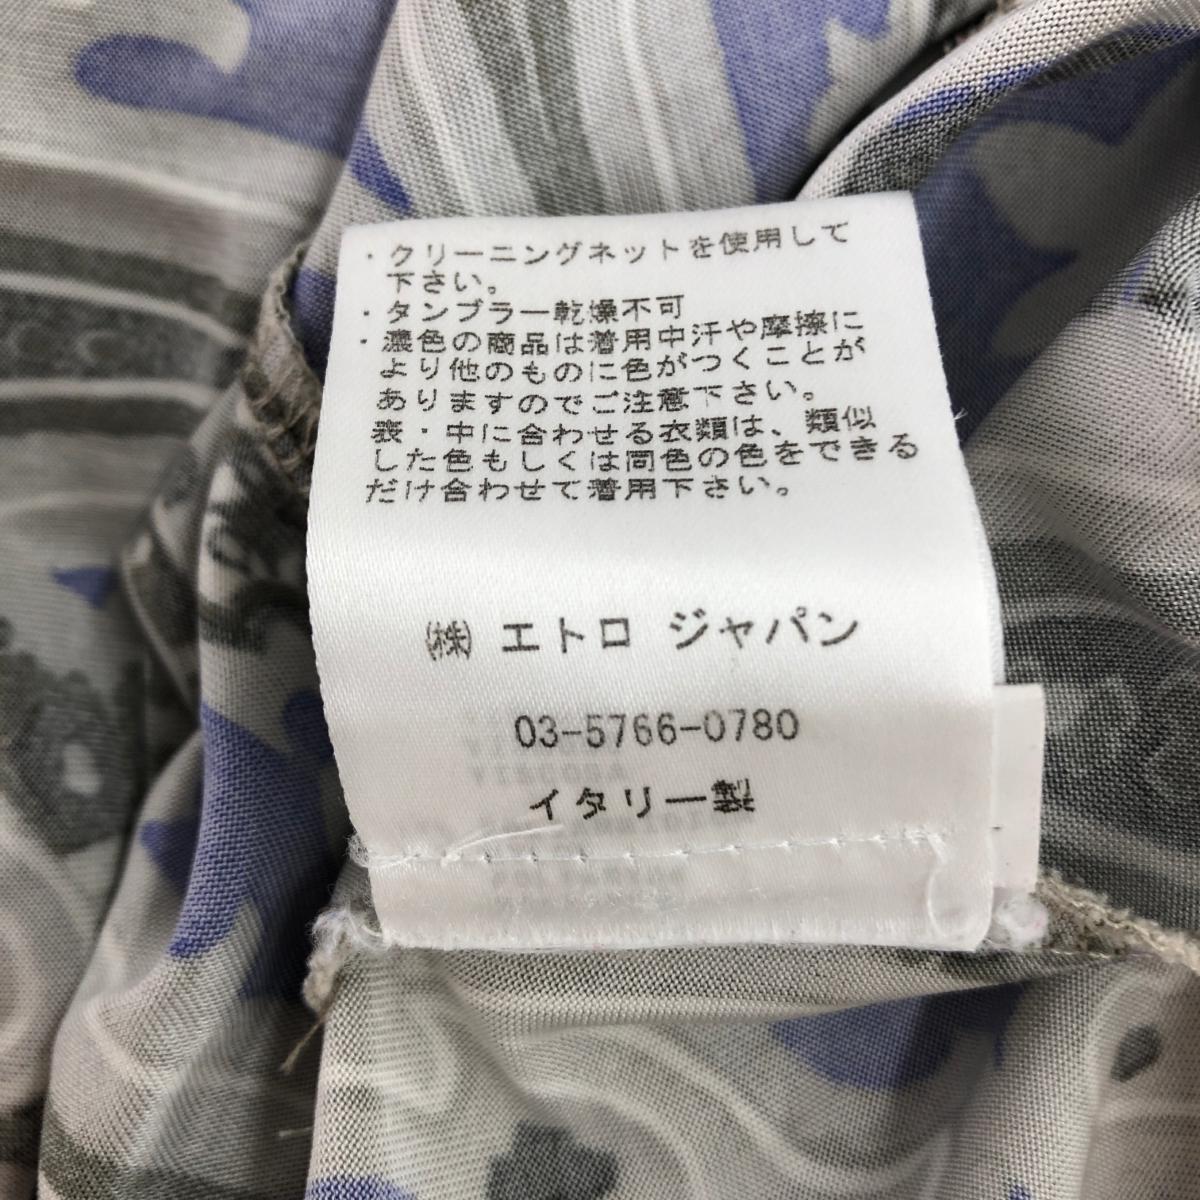 ・クリーニングネットを使用して
下さい。
・タンブラー乾燥不可
・濃色の商品は着用中汗や摩擦に
より他のものに色がつくことが
ありますのでご注意下さい。
表・中に合わせる衣類は、類似
した色もしくは同色の色をできる
だけ合わせて着用下さい。
㈱ エトロ ジャパン
03-5766-0780
イタリー製